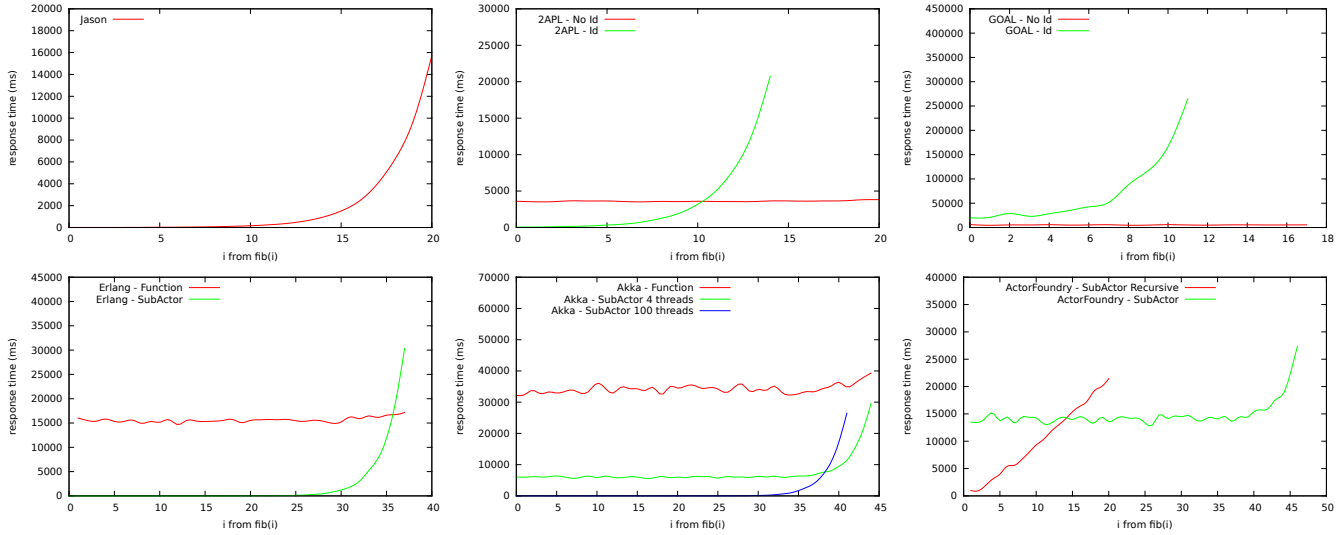 Jason
response time (ms)
20000
18000
16000
14000
12000
10000
8000
6000
4000
2000
0
0 5 10 15 20
i from fib(i)
2APL - No Id
2APL - Id
response time (ms)
30000
25000
20000
15000
10000
5000
0
0 5 10 15 20
i from fib(i)
GOAL - No Id
GOAL - Id
response time (ms)
450000
400000
350000
300000
250000
200000
150000
100000
50000
0
0 2 4 6 8 10 12 14 16 18
i from fib(i)
Erlang - Function
Erlang - SubActor
response time (ms)
45000
40000
35000
30000
25000
20000
15000
10000
5000
0
0 5 10 15 20 25 30 35 40
i from fib(i)
Akka - Function
Akka - SubActor 4 threads
Akka - SubActor 100 threads
response time (ms)
70000
60000
50000
40000
30000
20000
10000
0
0 5 10 15 20 25 30 35 40 45
i from fib(i)
ActorFoundry - SubActor Recursive
ActorFoundry - SubActor
response time (ms)
40000
35000
30000
25000
20000
15000
10000
5000
0
0 5 10 15 20 25 30 35 40 45 50
i from fib(i)